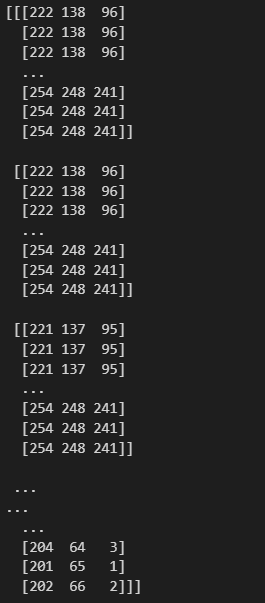 [[[222 138  96]
  [222 138  96]
  [222 138  96]
  ...
  [254 248 241]
  [254 248 241]
  [254 248 241]]

 [[222 138  96]
  [222 138  96]
  [222 138  96]
  ...
  [254 248 241]
  [254 248 241]
  [254 248 241]]

 [[221 137  95]
  [221 137  95]
  [221 137  95]
  ...
  [254 248 241]
  [254 248 241]
  [254 248 241]]

 ...
...
  ...
  [204  64   3]
  [201  65   1]
  [202  66   2]]]